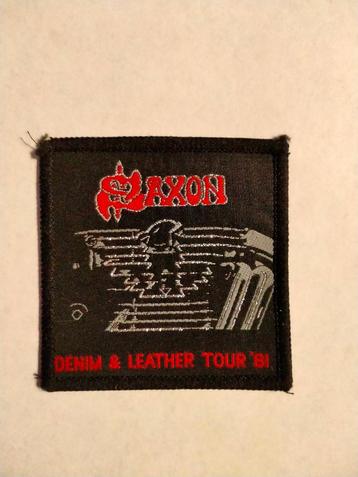 SAXON
DENIM & LEATHER TOUR '81